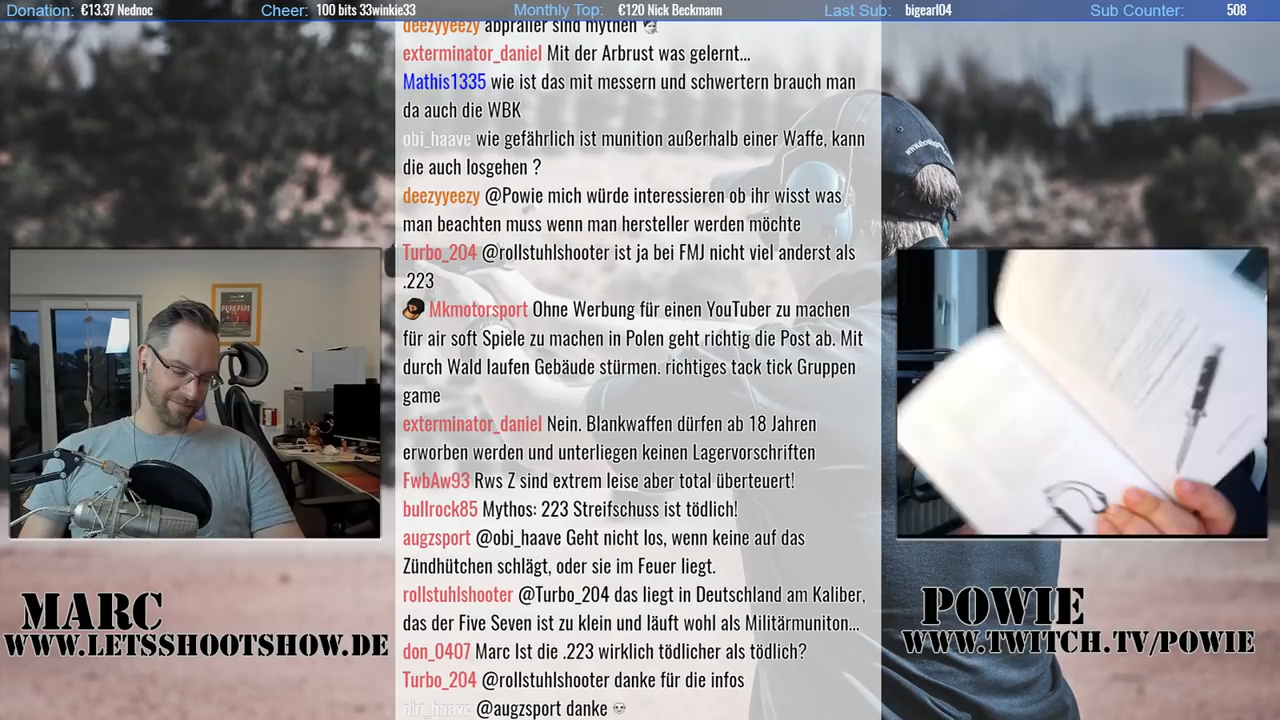 Donation: €13.37 Nednoc Cheer: 100 bits 33winkie33 Monthly Top: €120 Nick Beckmann Last Sub: bigearl04 Sub Counter: 508
deezyyeezy abpraller sind mythen
exterminator_daniel Mit der Arbrust was gelernt...
Mathis1335 wie ist das mit messern und schwertern brauch man
da auch die WBK
obi_haave wie gefährlich ist munition außerhalb einer Waffe, kann
die auch losgehen ?
deezyyeezy @Powie mich würde interessieren ob ihr wisst was
man beachten muss wenn man hersteller werden möchte
Turbo_204 @rollstuhlshooter ist ja bei FMJ nicht viel anderst als
.223
Mkmotorsport Ohne Werbung für einen YouTuber zu machen
für air soft Spiele zu machen in Polen geht richtig die Post ab. Mit
durch Wald laufen Gebäude stürmen. richtiges tack tick Gruppen
game
exterminator_daniel Nein. Blankwaffen dürfen ab 18 Jahren
erworben werden und unterliegen keinen Lagervorschriften
FwbAw93 Rws Z sind extrem leise aber total überteuert!
bullrock85 Mythos: 223 Streifschuss ist tödlich!
augzsport @obi_haave Geht nicht los, wenn keine auf das
Zündhütchen schlägt, oder sie im Feuer liegt.
rollstuhlshooter @Turbo_204 das liegt in Deutschland am Kaliber,
das der Five Seven ist zu klein und läuft wohl als Militärmuniton...
don_0407 Marc Ist die .223 wirklich tödlicher als tödlich?
Turbo_204 @rollstuhlshooter danke für die infos
obi_haave @augzsport danke
MARC
WWW.LETSSHOOTSHOW.DE
POWIE
WWW.TWITCH.TV/POWIE